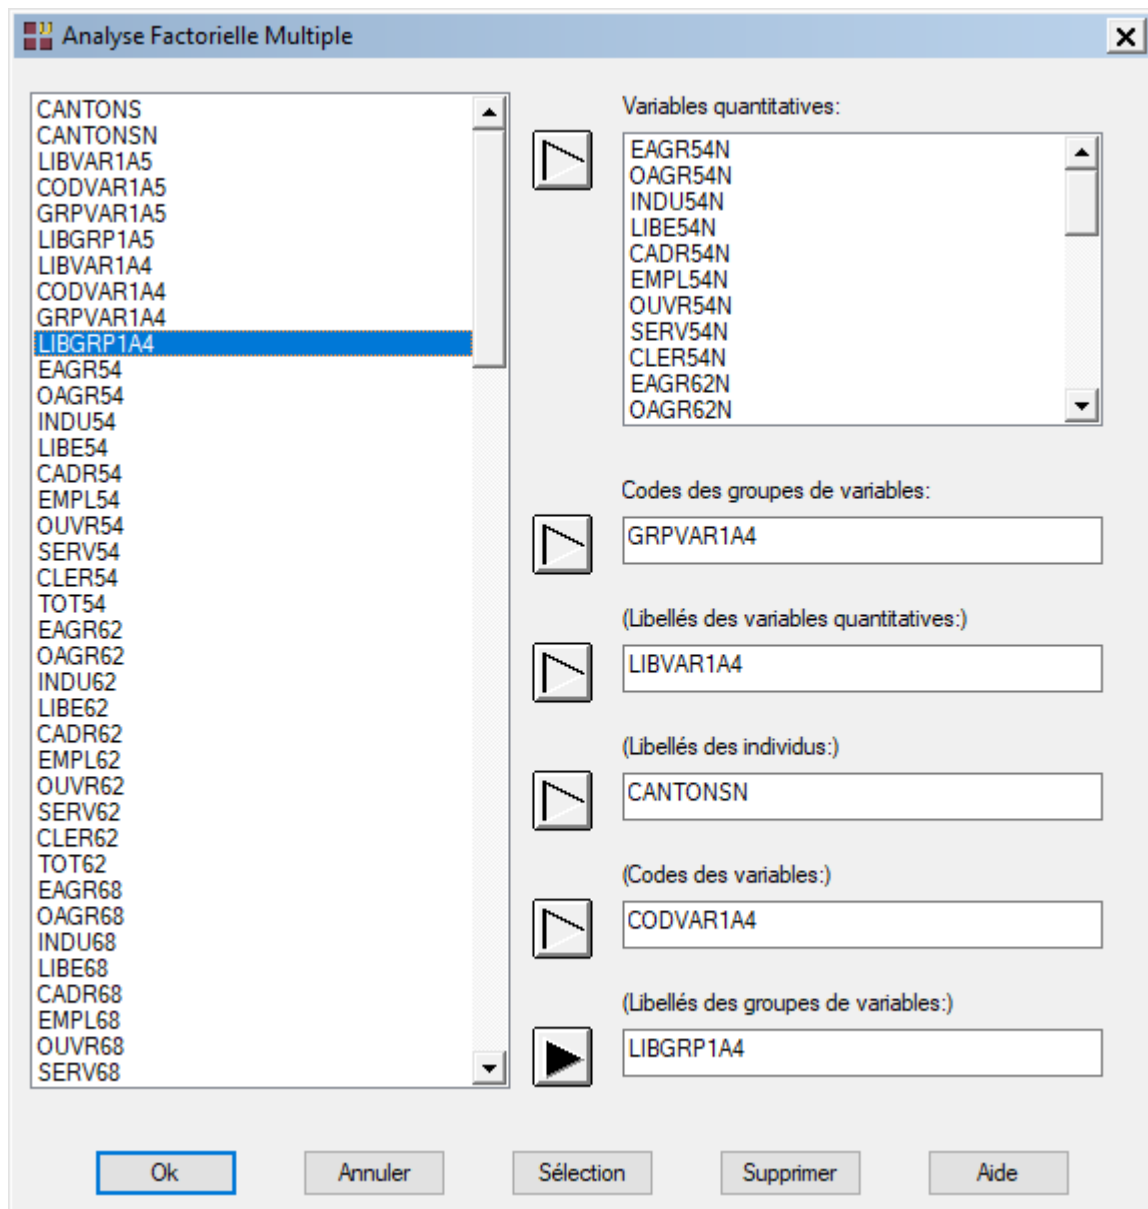 Analyse Factorielle Multiple
CANTONS
CANTONSN
LIBVAR1A5
CODVAR1A5
GRPVAR1A5
LIBGRP1A5
LIBVAR1A4
CODVAR1A4
GRPVAR1A4
LIBGRP1A4
EAGR54
OAGR54
INDU54
LIBE54
CADR54
EMPL54
OUVR54
SERV54
CLER54
TOT54
EAGR62
OAGR62
INDU62
LIBE62
CADR62
EMPL62
OUVR62
SERV62
CLER62
TOT62
EAGR68
OAGR68
INDU68
LIBE68
CADR68
EMPL68
OUVR68
SERV68
Variables quantitatives:
EAGR54N
OAGR54N
INDU54N
LIBE54N
CADR54N
EMPL54N
OUVR54N
SERV54N
CLER54N
EAGR62N
OAGR62N
Codes des groupes de variables:
GRPVAR1A4
(Libellés des variables quantitatives:)
LIBVAR1A4
(Libellés des individus:)
CANTONSN
(Codes des variables:)
CODVAR1A4
(Libellés des groupes de variables:)
LIBGRP1A4
Ok
Annuler
Sélection
Supprimer
Aide